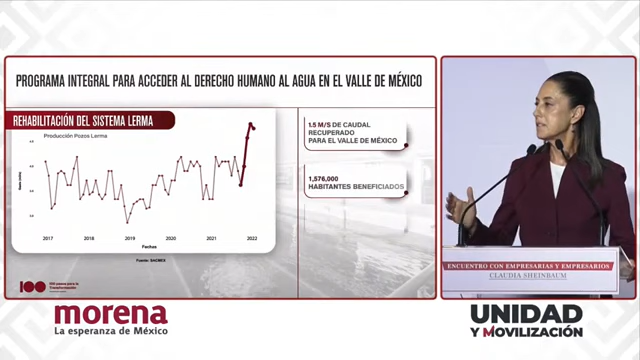 PROGRAMA INTEGRAL PARA ACCEDER AL DERECHO HUMANO AL AGUA EN EL VALLE DE MÉXICO
REHABILITACIÓN DEL SISTEMA LERMA
Producción Pozos Lerma
2017
2018
2019
2020
2021
2022
Fechas
Fuente: SACMEX
1.5 M/S DE CAUDAL
RECUPERADO
PARA EL VALLE DE MÉXICO
1,576,000
HABITANTES BENEFICIADOS
100
ENCUENTRO CON EMPRESARIAS Y EMPRESARIOS
CLAUDIA SHEINBAUM
morena
La esperanza de México
UNIDAD
Y MOVILIZACIÓN